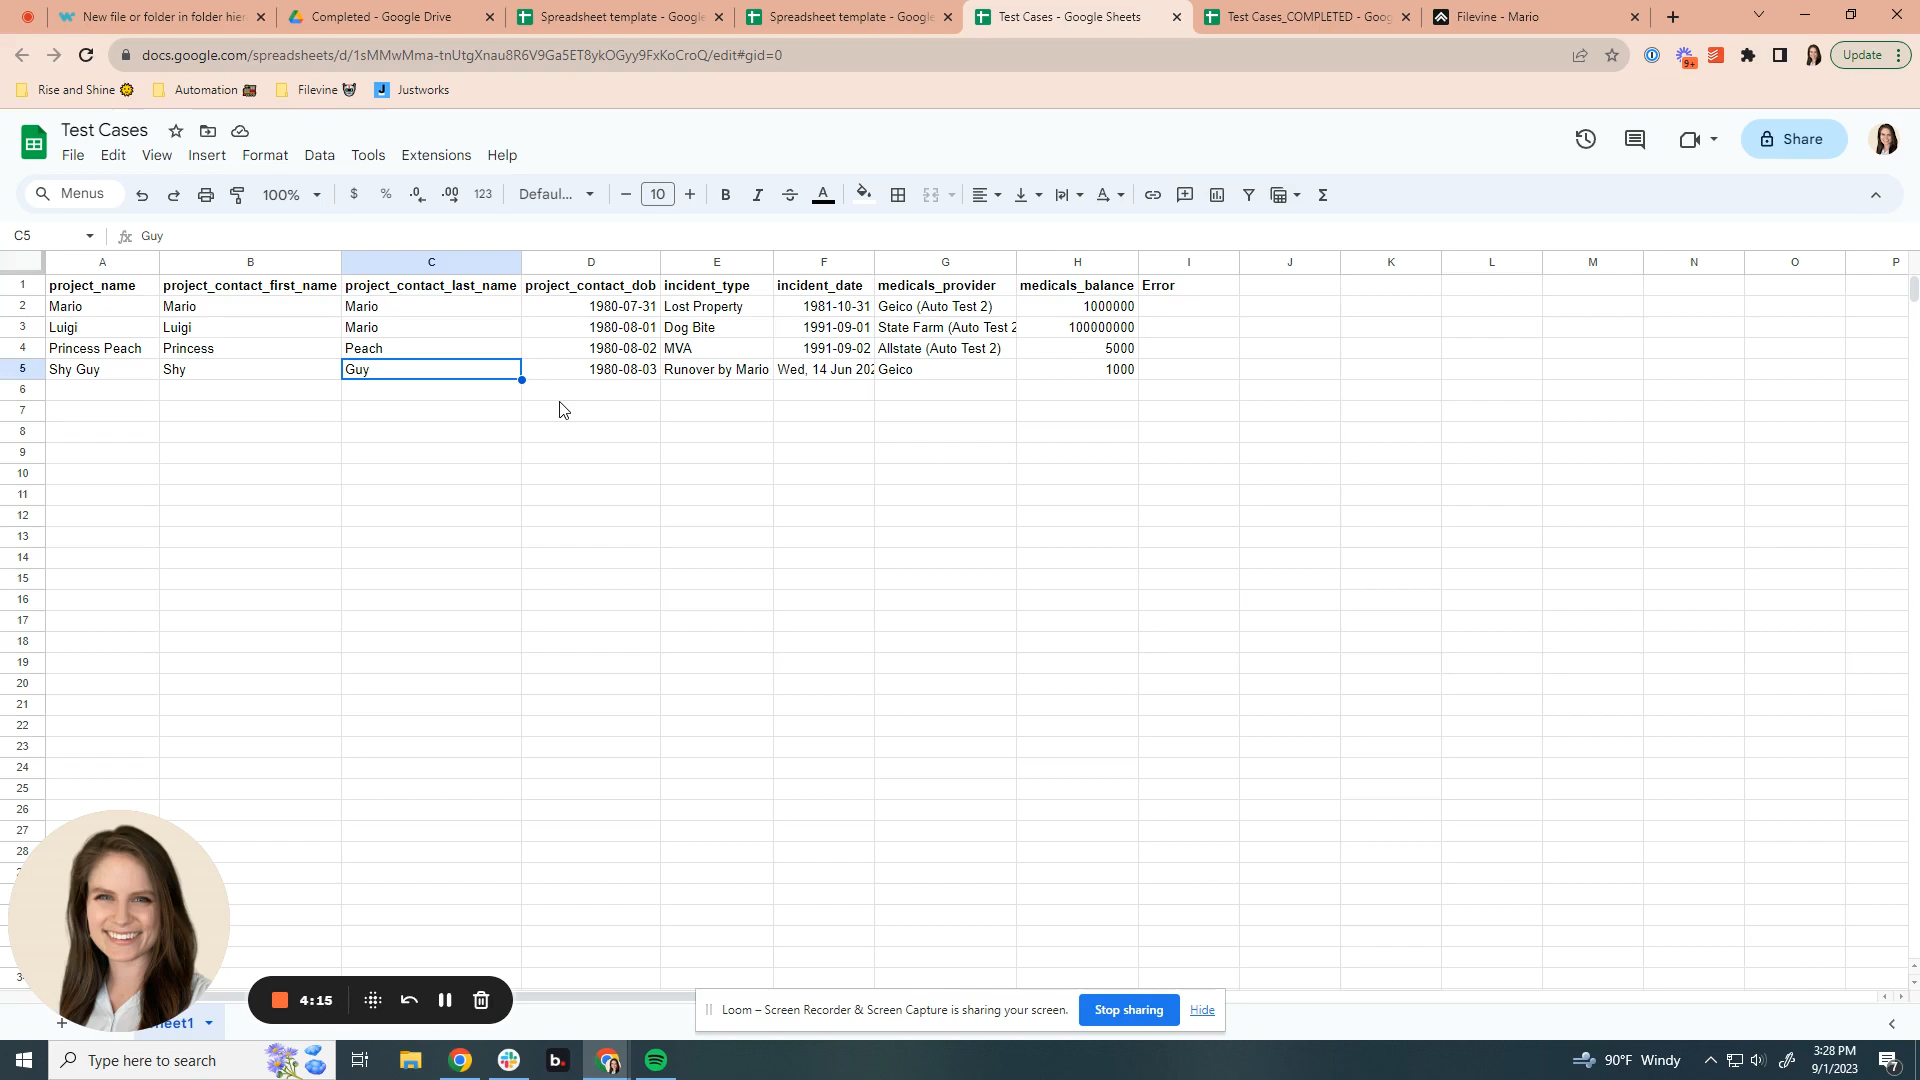 New file or folder in folder hier
Completed - Google Drive
Spreadsheet template - Google
Spreadsheet template - Google
Test Cases - Google Sheets
Test Cases_COMPLETED - Goog
Filevine - Mario
docs.google.com/spreadsheets/d/1sMMwMma-tnUtgXnau8R6V9Ga5ET8ykOGyy9FxKoCroQ/edit#gid=0
9+
Update
Rise and Shine
Automation
Filevine
Justworks
Test Cases
File Edit View Insert Format Data Tools Extensions Help
Share
Menus
100%
$ % .0 .00 123
Defaul...
10
B I A
C5
fx Guy
A B C D E F G H I J K L M N O P
1 project_name project_contact_first_name project_contact_last_name project_contact_dob incident_type incident_date medicals_provider medicals_balance Error
2 Mario Mario Mario 1980-07-31 Lost Property 1981-10-31 Geico (Auto Test 2) 1000000
3 Luigi Luigi Mario 1980-08-01 Dog Bite 1991-09-01 State Farm (Auto Test 2 100000000
4 Princess Peach Princess Peach 1980-08-02 MVA 1991-09-02 Allstate (Auto Test 2) 5000
5 Shy Guy Shy Guy 1980-08-03 Runover by Mario Wed, 14 Jun 202 Geico 1000
6
7
8
9
10
11
12
13
14
15
16
17
18
19
20
21
22
23
24
25
26
27
28
4:15
Loom – Screen Recorder & Screen Capture is sharing your screen.
Stop sharing
Hide
heet1
Type here to search
b.
90°F Windy
3:28 PM
9/1/2023
7